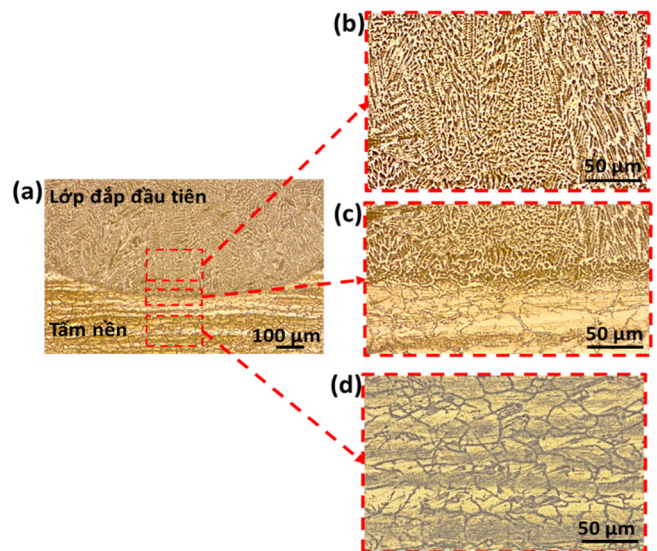 (a)
Lớp đắp đầu tiên
Tấm nền
100 µm
(b)
50 µm
(c)
50 µm
(d)
50 µm